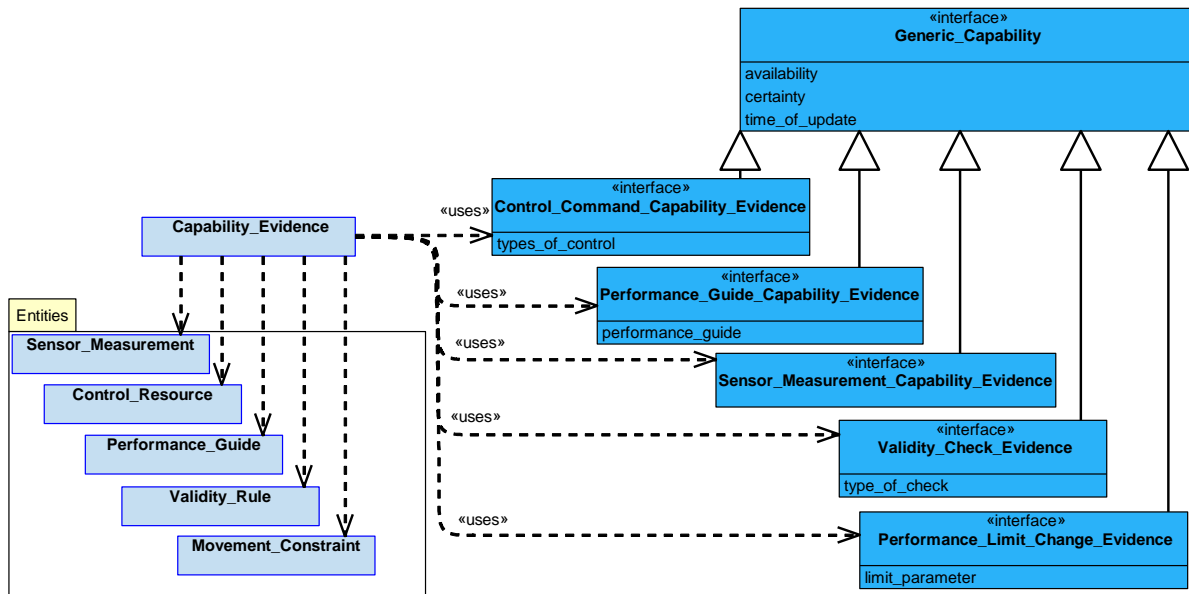 «interface»
Generic_Capability
availability
certainty
time_of_update
«interface»
Control_Command_Capability_Evidence
types_of_control
«uses»
Capability_Evidence
«interface»
Performance_Guide_Capability_Evidence
performance_guide
«uses»
Entities
Sensor_Measurement
«uses»
«interface»
Sensor_Measurement_Capability_Evidence
Control_Resource
«uses»
«interface»
Validity_Check_Evidence
type_of_check
Performance_Guide
Validity_Rule
«uses»
«interface»
Performance_Limit_Change_Evidence
limit_parameter
Movement_Constraint